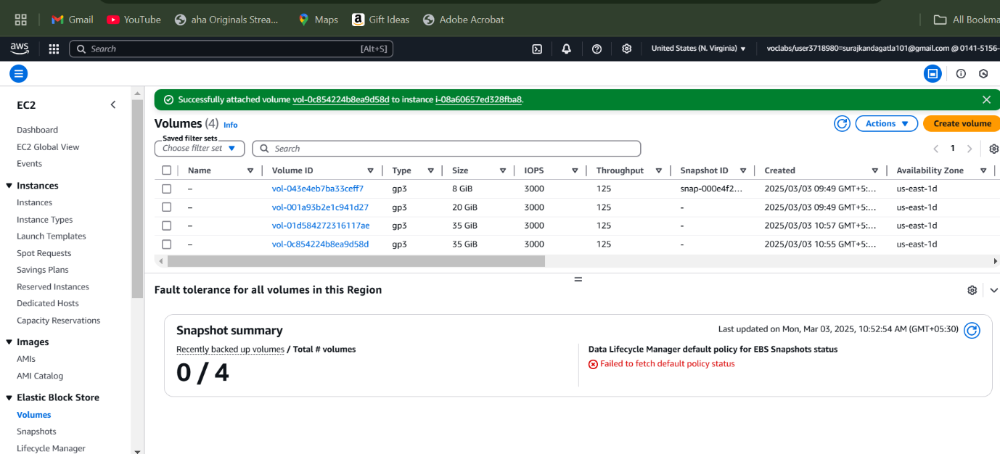 Gmail YouTube aha Originals Strea... Maps Gift Ideas Adobe Acrobat All Bookma
aws Search [Alt+S] United States (N. Virginia) voclabs/user3718980=surajkandagatla101@gmail.com @ 0141-5156-
Successfully attached volume vol-0c854224b8ea9d58d to instance i-08a60657ed328fba8.
EC2
Dashboard
EC2 Global View
Events
Instances
Instances
Instance Types
Launch Templates
Spot Requests
Savings Plans
Reserved Instances
Dedicated Hosts
Capacity Reservations
Images
AMIs
AMI Catalog
Elastic Block Store
Volumes
Snapshots
Lifecycle Manager
Volumes (4) Info Actions Create volume
Saved filter sets
Choose filter set Search 1
Name Volume ID Type Size IOPS Throughput Snapshot ID Created Availability Zone
– vol-043e4eb7ba33ceff7 gp3 8 GiB 3000 125 snap-000e4f2... 2025/03/03 09:49 GMT+5:... us-east-1d
– vol-001a93b2e1c941d27 gp3 20 GiB 3000 125 - 2025/03/03 09:49 GMT+5:... us-east-1d
– vol-01d584272316117ae gp3 35 GiB 3000 125 - 2025/03/03 10:57 GMT+5:... us-east-1d
– vol-0c854224b8ea9d58d gp3 35 GiB 3000 125 - 2025/03/03 10:55 GMT+5:... us-east-1d
Fault tolerance for all volumes in this Region
Snapshot summary Last updated on Mon, Mar 03, 2025, 10:52:54 AM (GMT+05:30)
Recently backed up volumes / Total # volumes Data Lifecycle Manager default policy for EBS Snapshots status
0 / 4 Failed to fetch default policy status